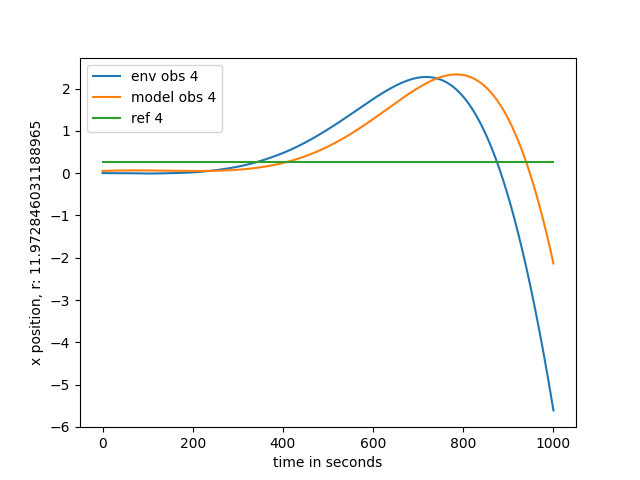 env obs 4
model obs 4
ref 4
2
1
0
−1
−2
−3
−4
−5
−6
x position, r: 11.972846031188965
0 200 400 600 800 1000
time in seconds